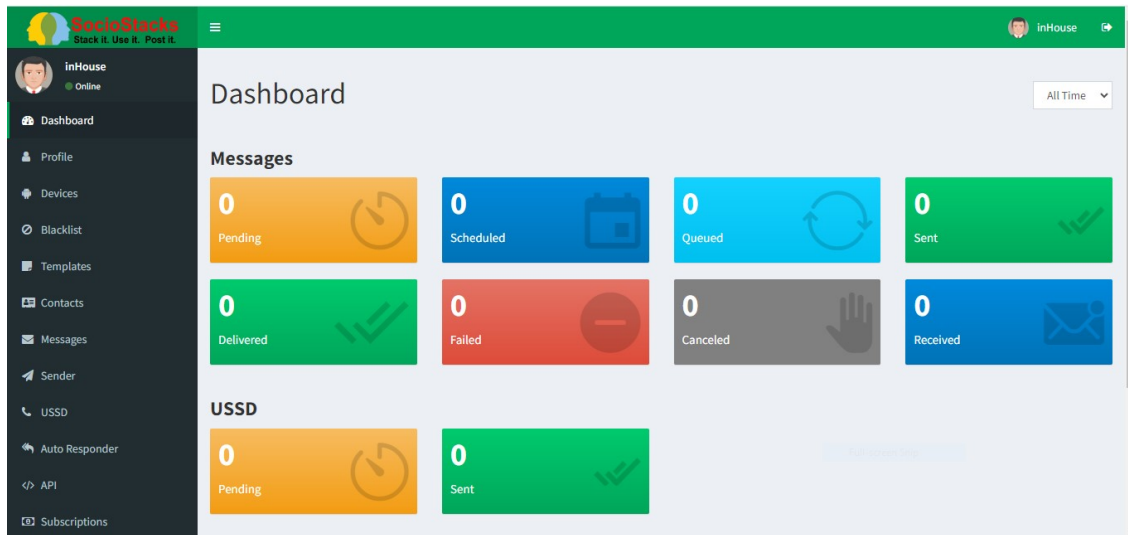 SocioStacks
Stack it. Use it. Post it.
inHouse
inHouse
Online
Dashboard
Profile
Devices
Blacklist
Templates
Contacts
Messages
Sender
USSD
Auto Responder
API
Subscriptions
Dashboard
All Time
Messages
0
Pending
0
Scheduled
0
Queued
0
Sent
0
Delivered
0
Failed
0
Canceled
0
Received
USSD
0
Pending
0
Sent